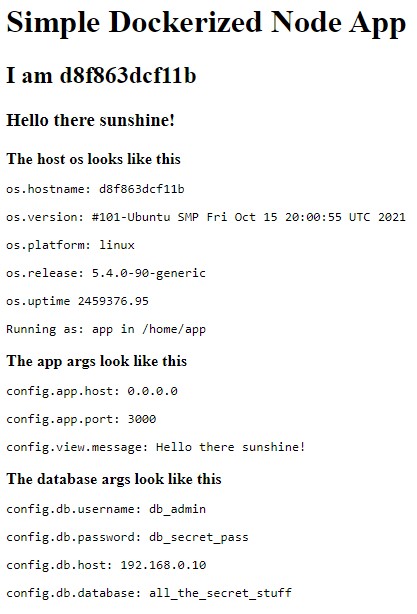 Simple Dockerized Node App
I am d8f863dcf11b
Hello there sunshine!
The host os looks like this
os.hostname: d8f863dcf11b
os.version: #101-Ubuntu SMP Fri Oct 15 20:00:55 UTC 2021
os.platform: linux
os.release: 5.4.0-90-generic
os.uptime 2459376.95
Running as: app in /home/app
The app args look like this
config.app.host: 0.0.0.0
config.app.port: 3000
config.view.message: Hello there sunshine!
The database args look like this
config.db.username: db_admin
config.db.password: db_secret_pass
config.db.host: 192.168.0.10
config.db.database: all_the_secret_stuff